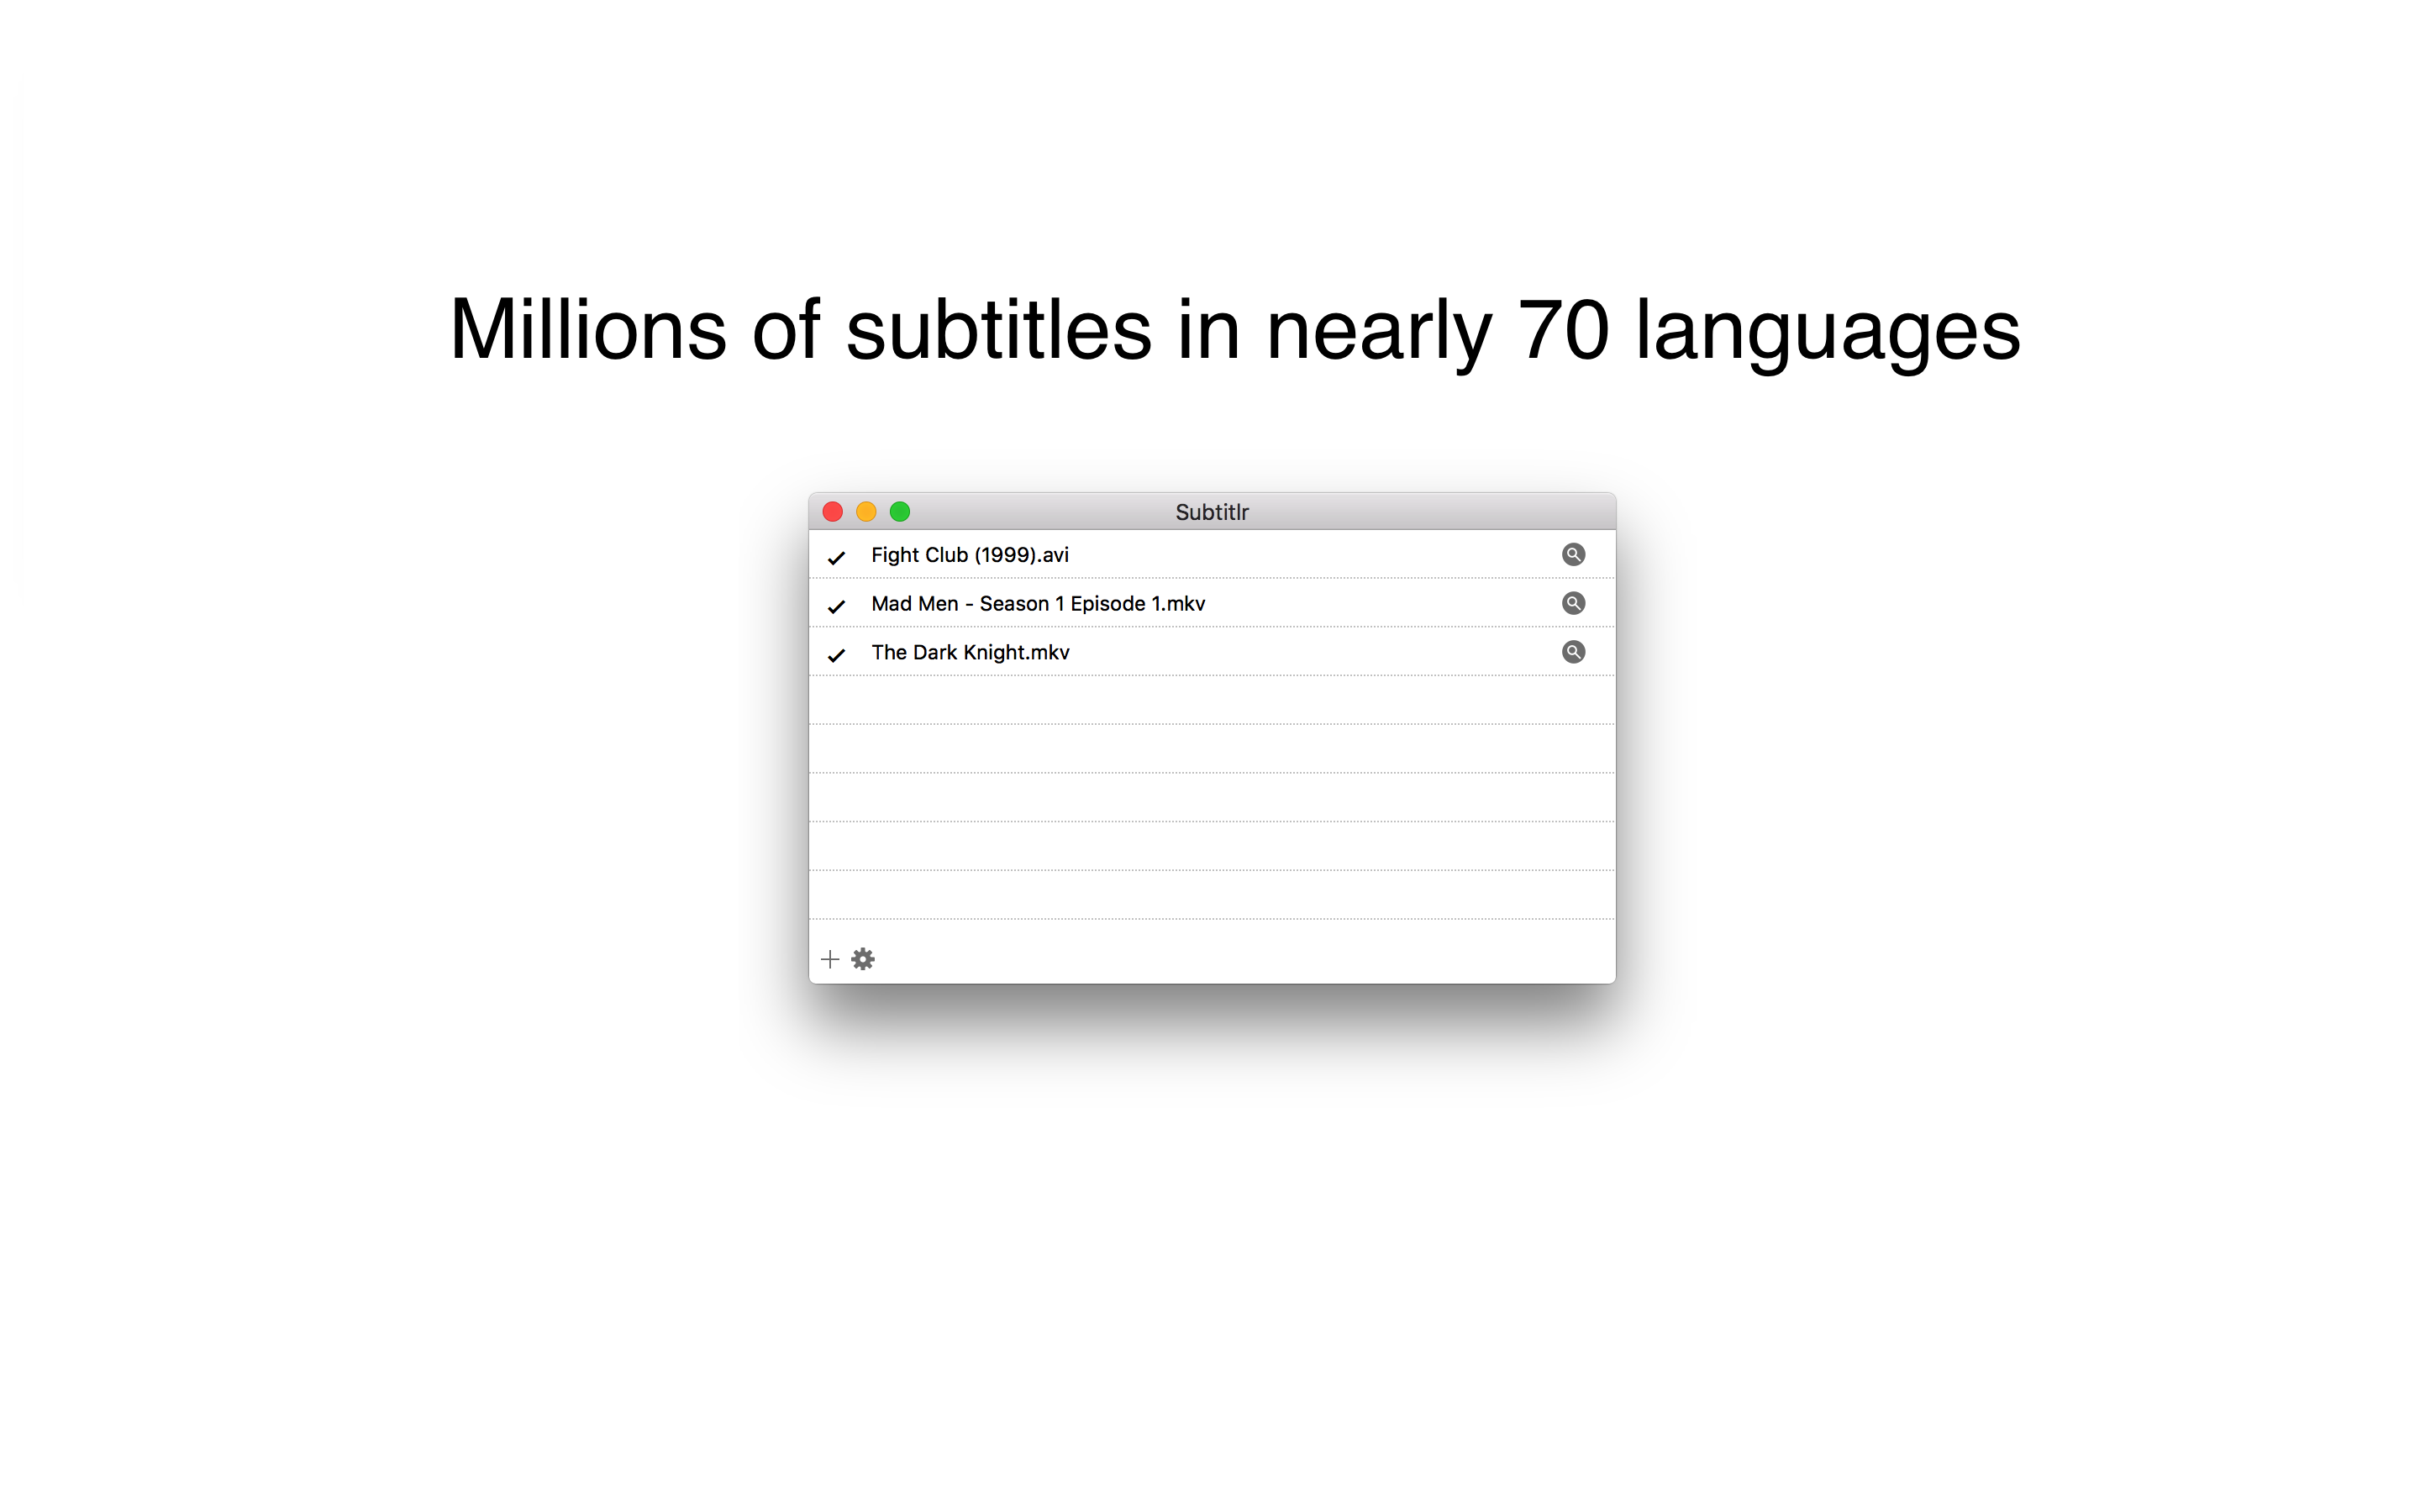 Millions of subtitles in nearly 70 languages
Subtitlr
Fight Club (1999).avi
Mad Men - Season 1 Episode 1.mkv
The Dark Knight.mkv